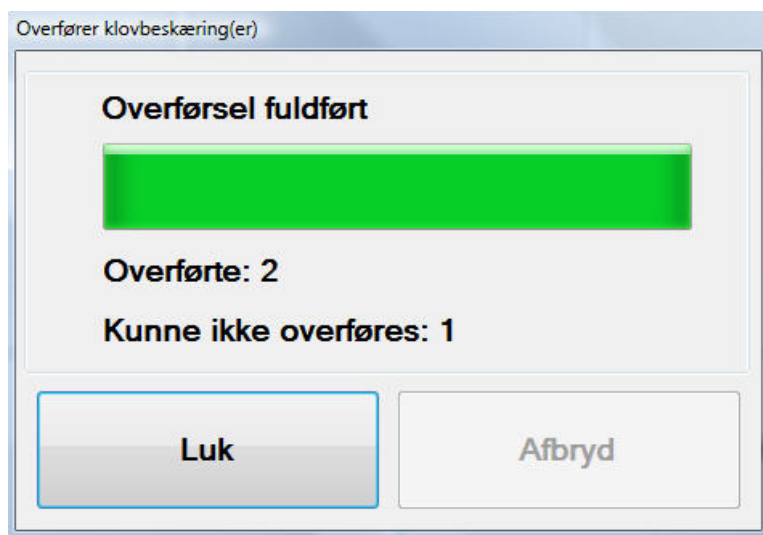 Overfører klovbeskæring(er)
Overførsel fuldført
Overførte: 2
Kunne ikke overføres: 1
Luk
Afbryd